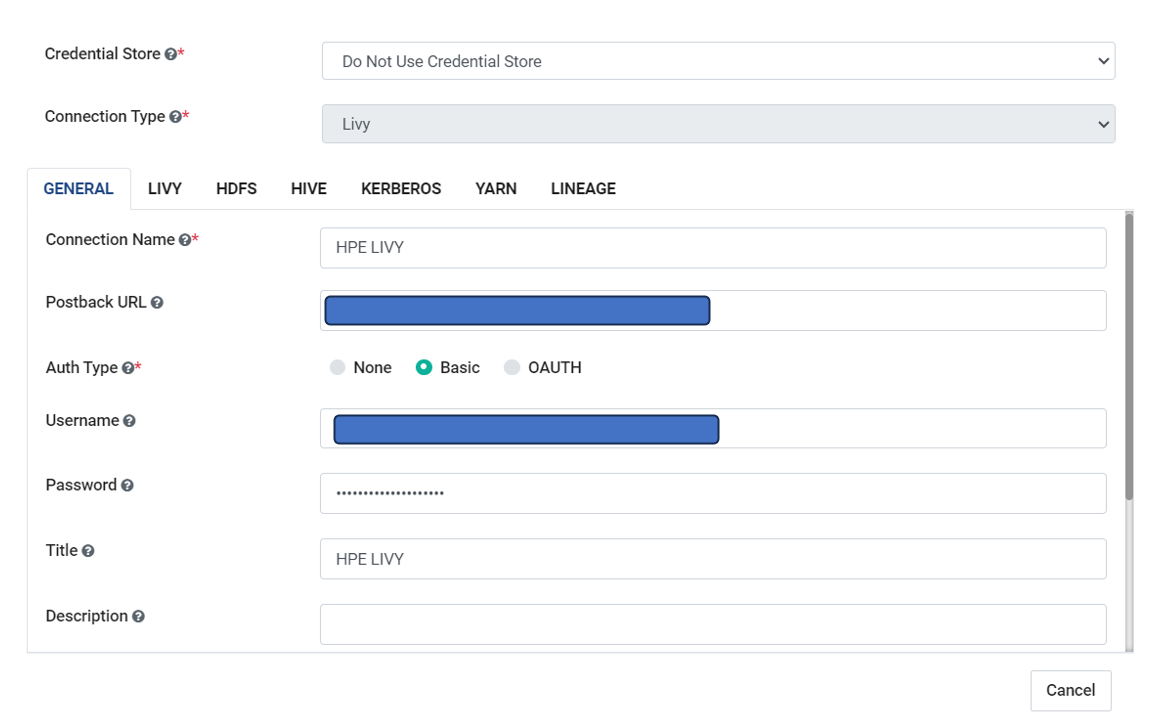 Credential Store ?*
Do Not Use Credential Store
Connection Type ?*
Livy
GENERAL LIVY HDFS HIVE KERBEROS YARN LINEAGE
Connection Name ?*
HPE LIVY
Postback URL ?
Auth Type ?*
None Basic OAUTH
Username ?
Password ?
••••••••••••••••••••
Title ?
HPE LIVY
Description ?
Cancel